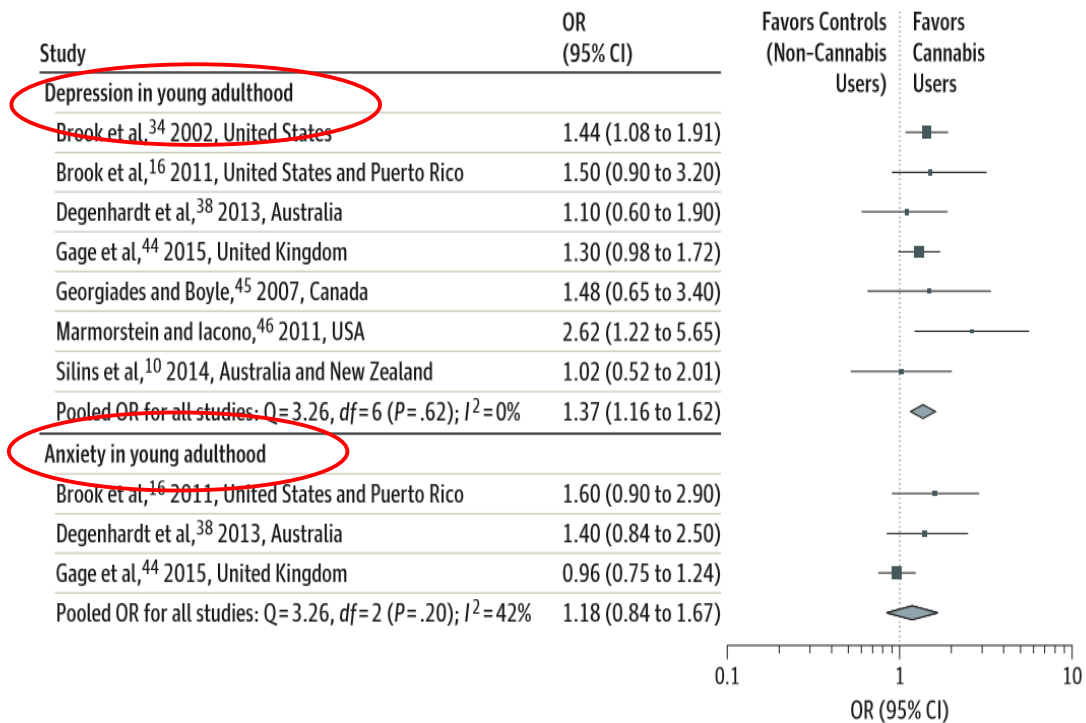 Study OR (95% CI) Favors Controls (Non-Cannabis Users) Favors Cannabis Users
Depression in young adulthood
Brook et al,34 2002, United States 1.44 (1.08 to 1.91)
Brook et al,16 2011, United States and Puerto Rico 1.50 (0.90 to 3.20)
Degenhardt et al,38 2013, Australia 1.10 (0.60 to 1.90)
Gage et al,44 2015, United Kingdom 1.30 (0.98 to 1.72)
Georgiades and Boyle,45 2007, Canada 1.48 (0.65 to 3.40)
Marmorstein and Iacono,46 2011, USA 2.62 (1.22 to 5.65)
Silins et al,10 2014, Australia and New Zealand 1.02 (0.52 to 2.01)
Pooled OR for all studies: Q=3.26, df=6 (P=.62); I2=0% 1.37 (1.16 to 1.62)
Anxiety in young adulthood
Brook et al,16 2011, United States and Puerto Rico 1.60 (0.90 to 2.90)
Degenhardt et al,38 2013, Australia 1.40 (0.84 to 2.50)
Gage et al,44 2015, United Kingdom 0.96 (0.75 to 1.24)
Pooled OR for all studies: Q=3.26, df=2 (P=.20); I2=42% 1.18 (0.84 to 1.67)
0.1 1 10
OR (95% CI)